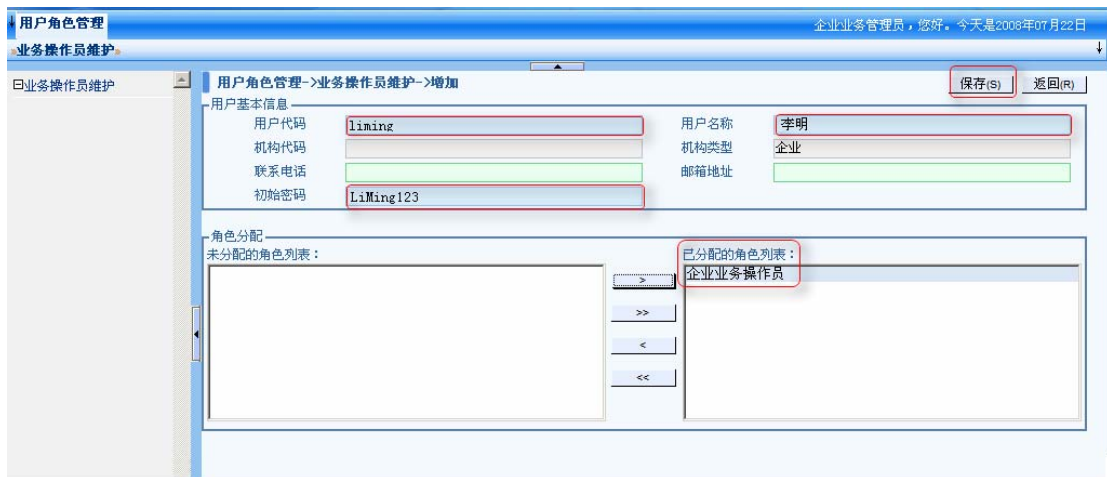 用户角色管理
企业业务管理员，您好。今天是2008年07月22日
业务操作员维护
业务操作员维护
用户角色管理->业务操作员维护->增加
保存(S) 返回(R)
用户基本信息
用户代码 liming 用户名称 李明
机构代码 机构类型 企业
联系电话 邮箱地址
初始密码 LiMing123
角色分配
未分配的角色列表： 已分配的角色列表：
企业业务操作员
>
>>
<
<<